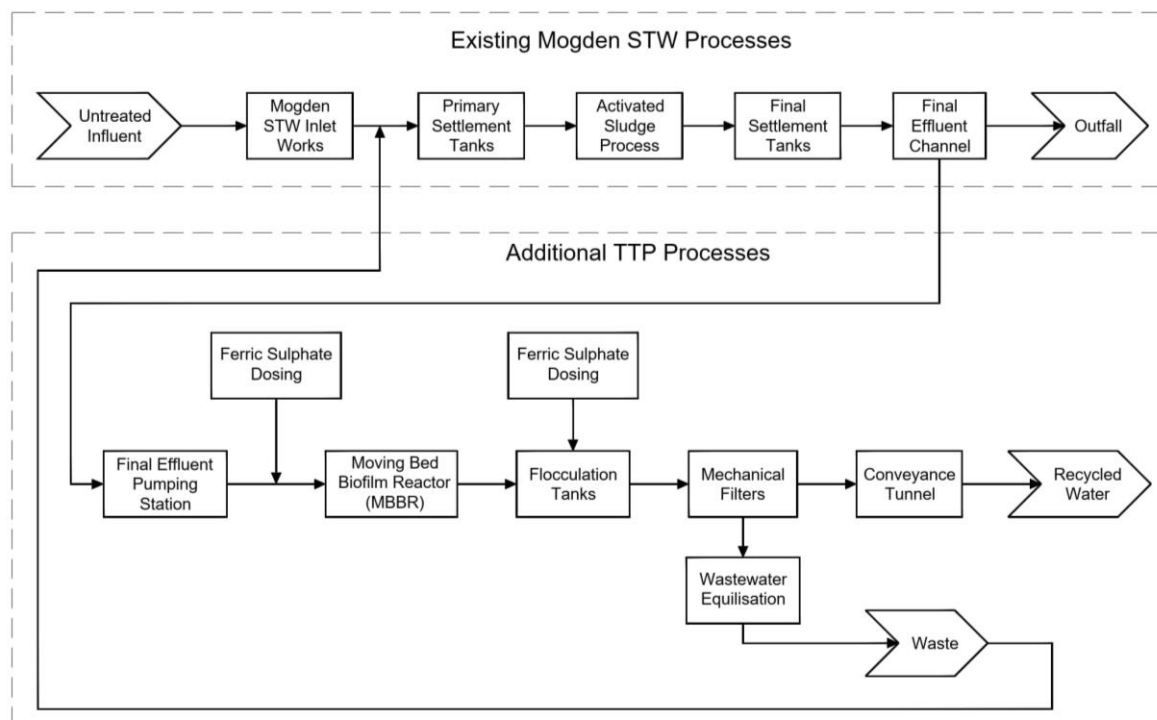 Existing Mogden STW Processes
Untreated
Influent
Mogden
STW Inlet
Works
Primary
Settlement
Tanks
Activated
Sludge
Process
Final
Settlement
Tanks
Final
Effluent
Channel
Outfall
Additional TTP Processes
Ferric Sulphate
Dosing
Ferric Sulphate
Dosing
Final Effluent
Pumping
Station
Moving Bed
Biofilm Reactor
(MBBR)
Flocculation
Tanks
Mechanical
Filters
Conveyance
Tunnel
Recycled
Water
Wastewater
Equilisation
Waste